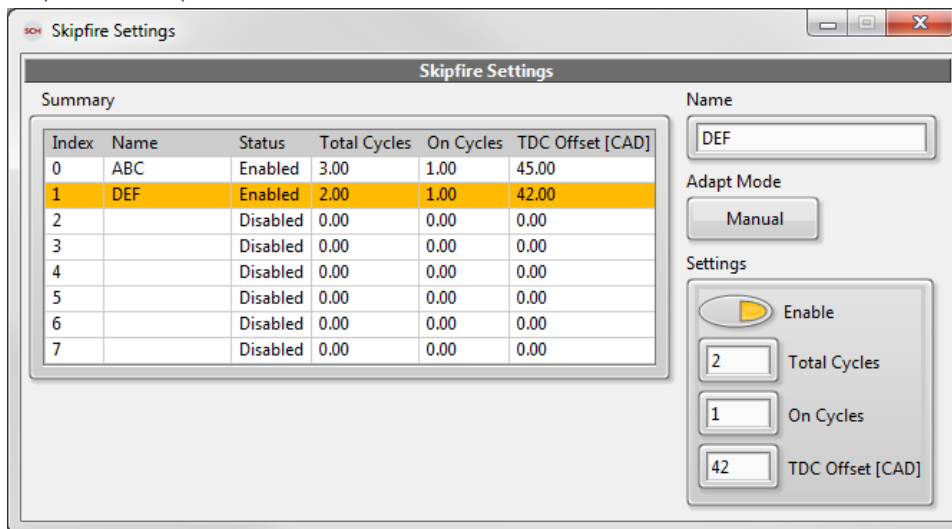 SCM Skipfire Settings
Skipfire Settings
Summary
Index Name Status Total Cycles On Cycles TDC Offset [CAD]
0 ABC Enabled 3.00 1.00 45.00
1 DEF Enabled 2.00 1.00 42.00
2 Disabled 0.00 0.00 0.00
3 Disabled 0.00 0.00 0.00
4 Disabled 0.00 0.00 0.00
5 Disabled 0.00 0.00 0.00
6 Disabled 0.00 0.00 0.00
7 Disabled 0.00 0.00 0.00
Name
DEF
Adapt Mode
Manual
Settings
Enable
2 Total Cycles
1 On Cycles
42 TDC Offset [CAD]